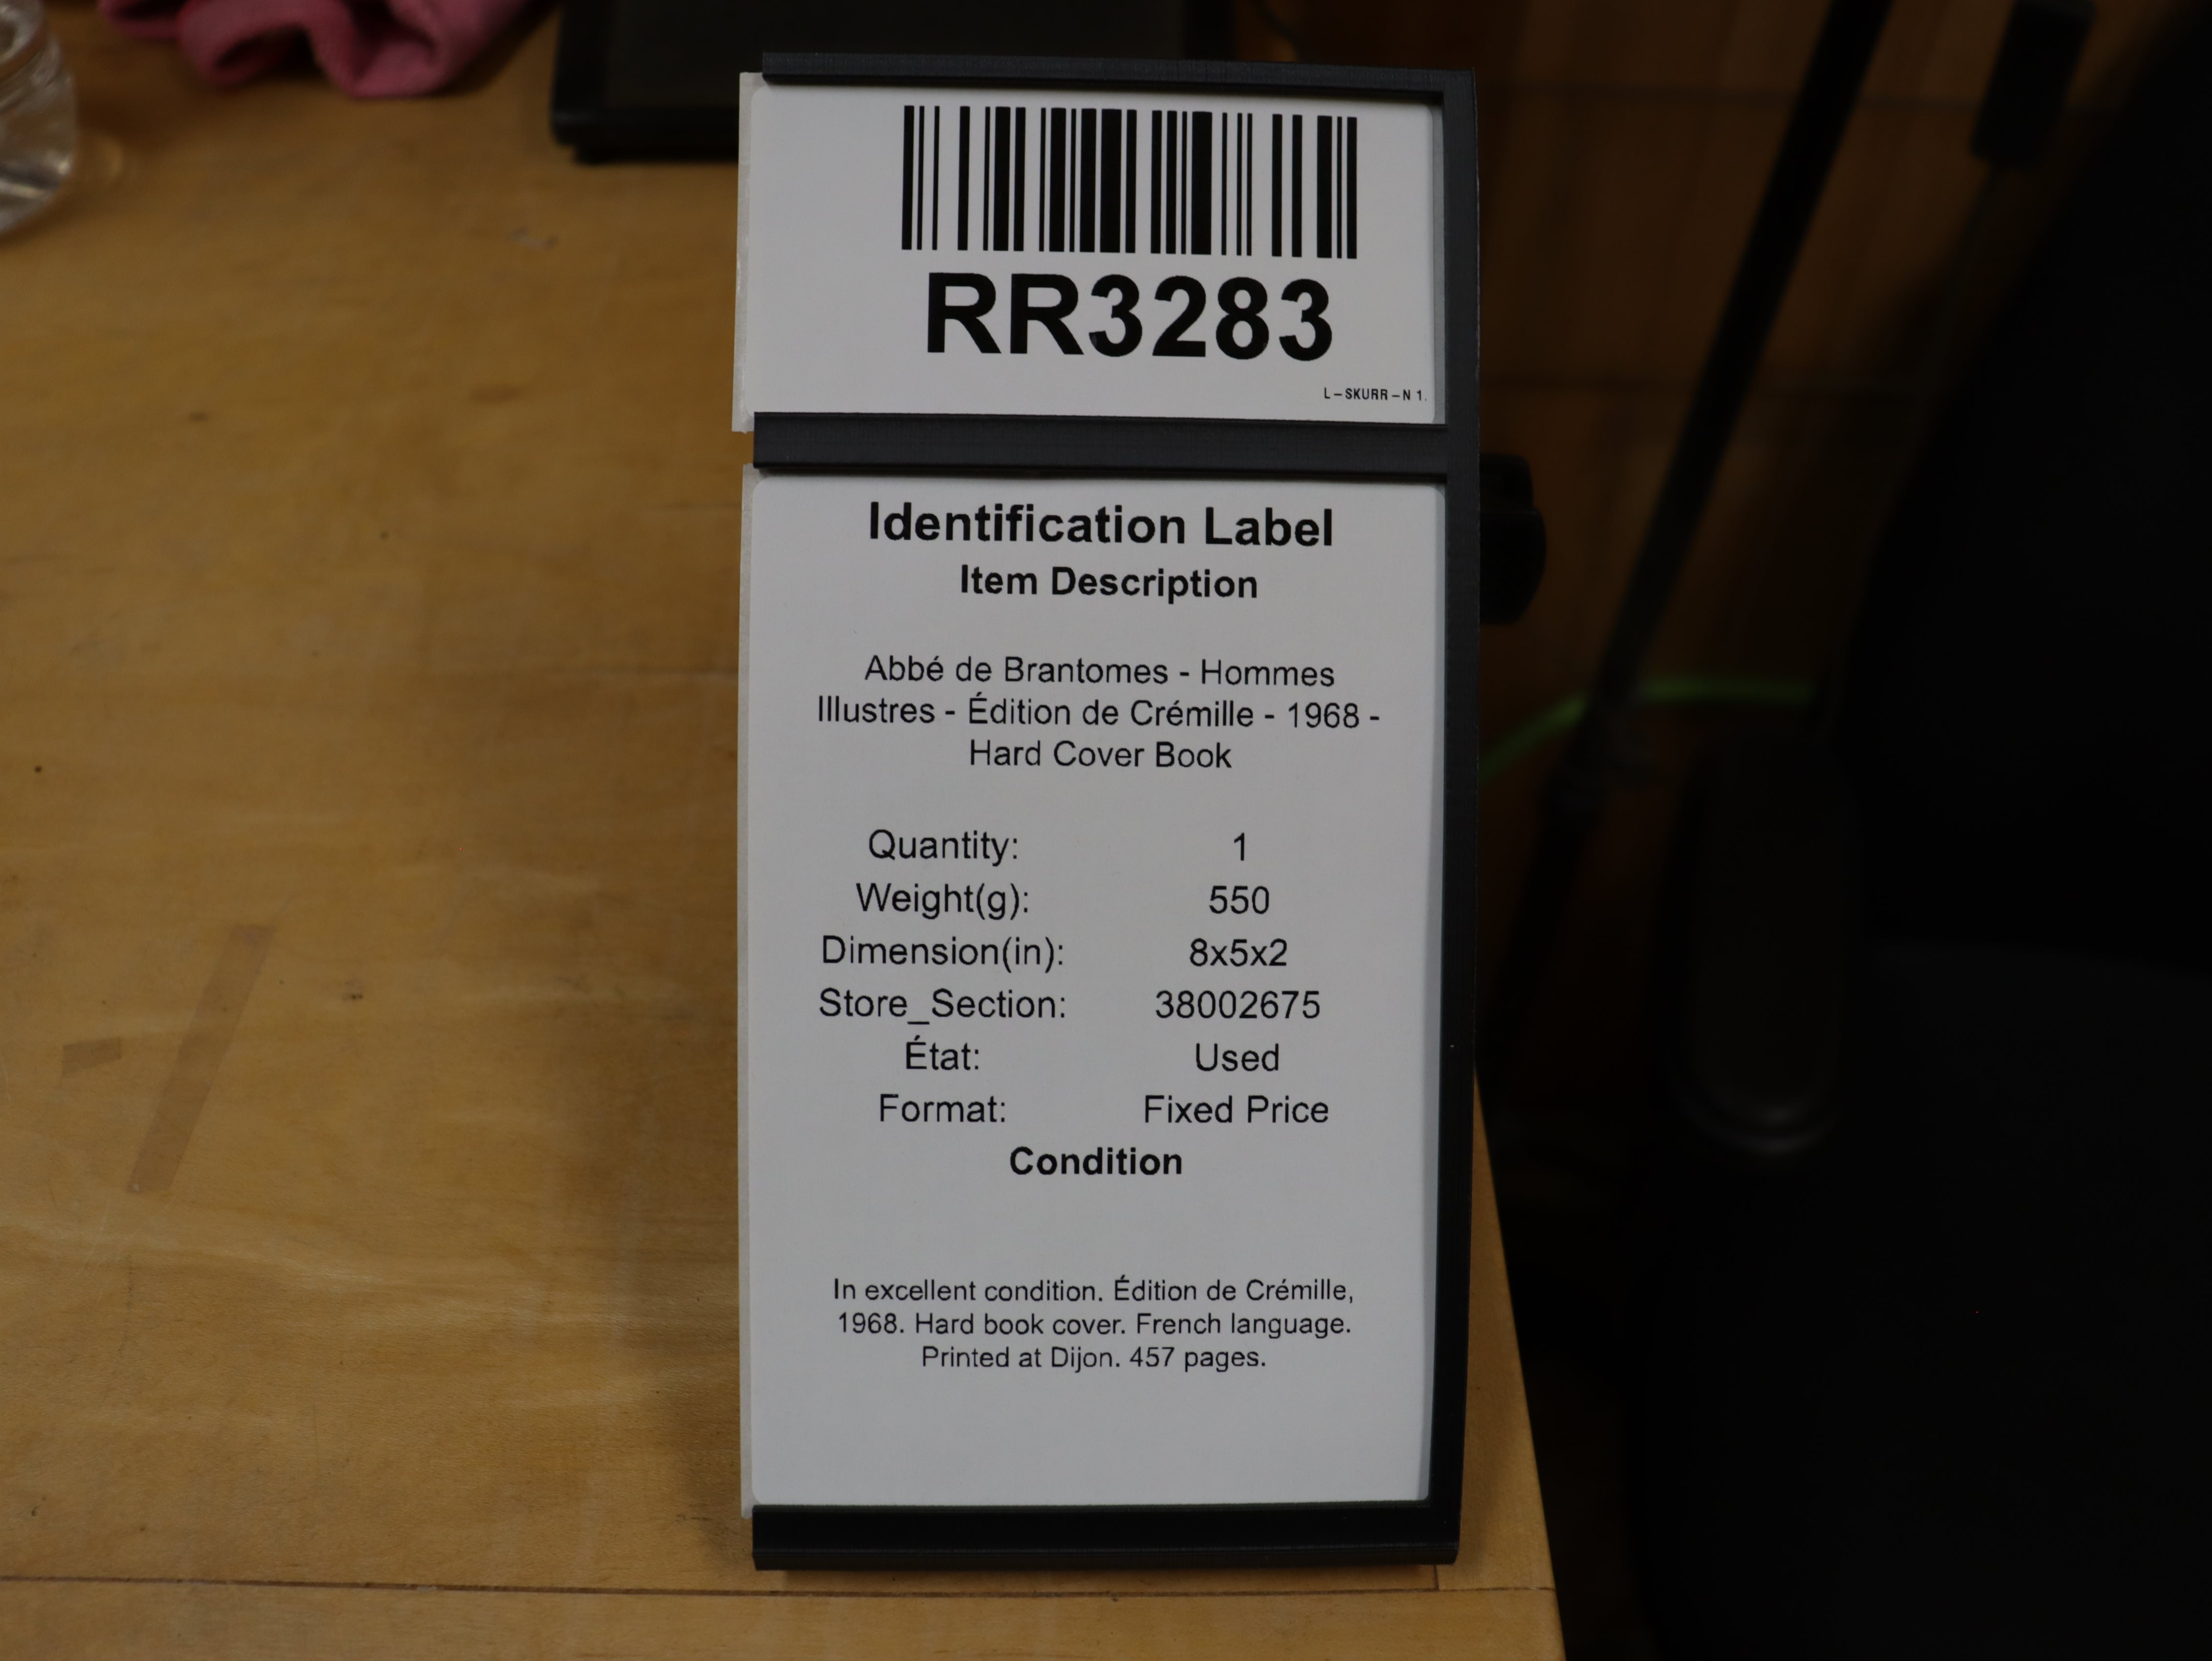 RR3283
L-SKURR-N 1.
Identification Label
Item Description
Abbé de Brantomes - Hommes
Illustres - Édition de Crémille - 1968 -
Hard Cover Book
Quantity: 1
Weight(g): 550
Dimension(in): 8x5x2
Store_Section: 38002675
État: Used
Format: Fixed Price
Condition
In excellent condition. Édition de Crémille,
1968. Hard book cover. French language.
Printed at Dijon. 457 pages.